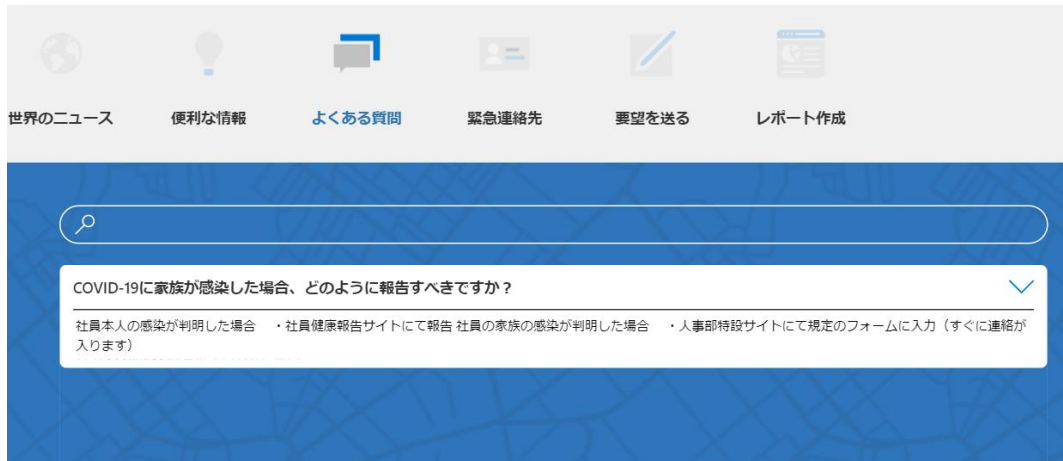 世界のニュース
便利な情報
よくある質問
緊急連絡先
要望を送る
レポート作成
COVID-19に家族が感染した場合、どのように報告すべきですか？
社員本人の感染が判明した場合　・社員健康報告サイトにて報告 社員の家族の感染が判明した場合　・人事部特設サイトにて規定のフォームに入力（すぐに連絡が
入ります）